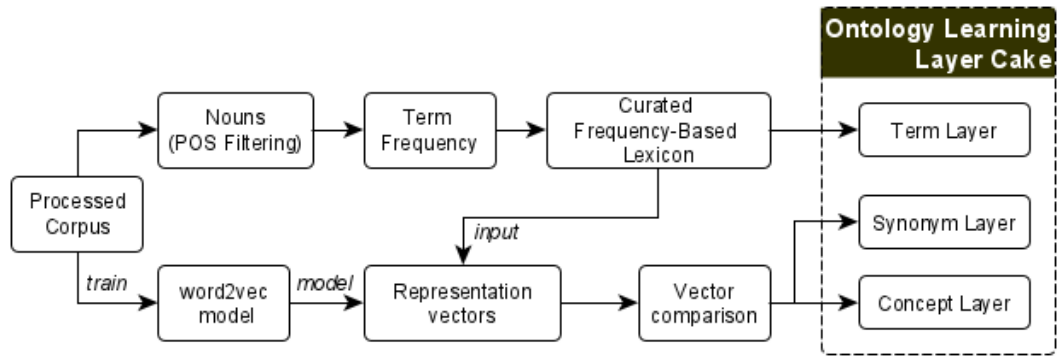 Ontology Learning
Layer Cake
Nouns
(POS Filtering)
Term
Frequency
Curated
Frequency-Based
Lexicon
Term Layer
Processed
Corpus
input
Synonym Layer
train
word2vec
model
model
Representation
vectors
Vector
comparison
Concept Layer